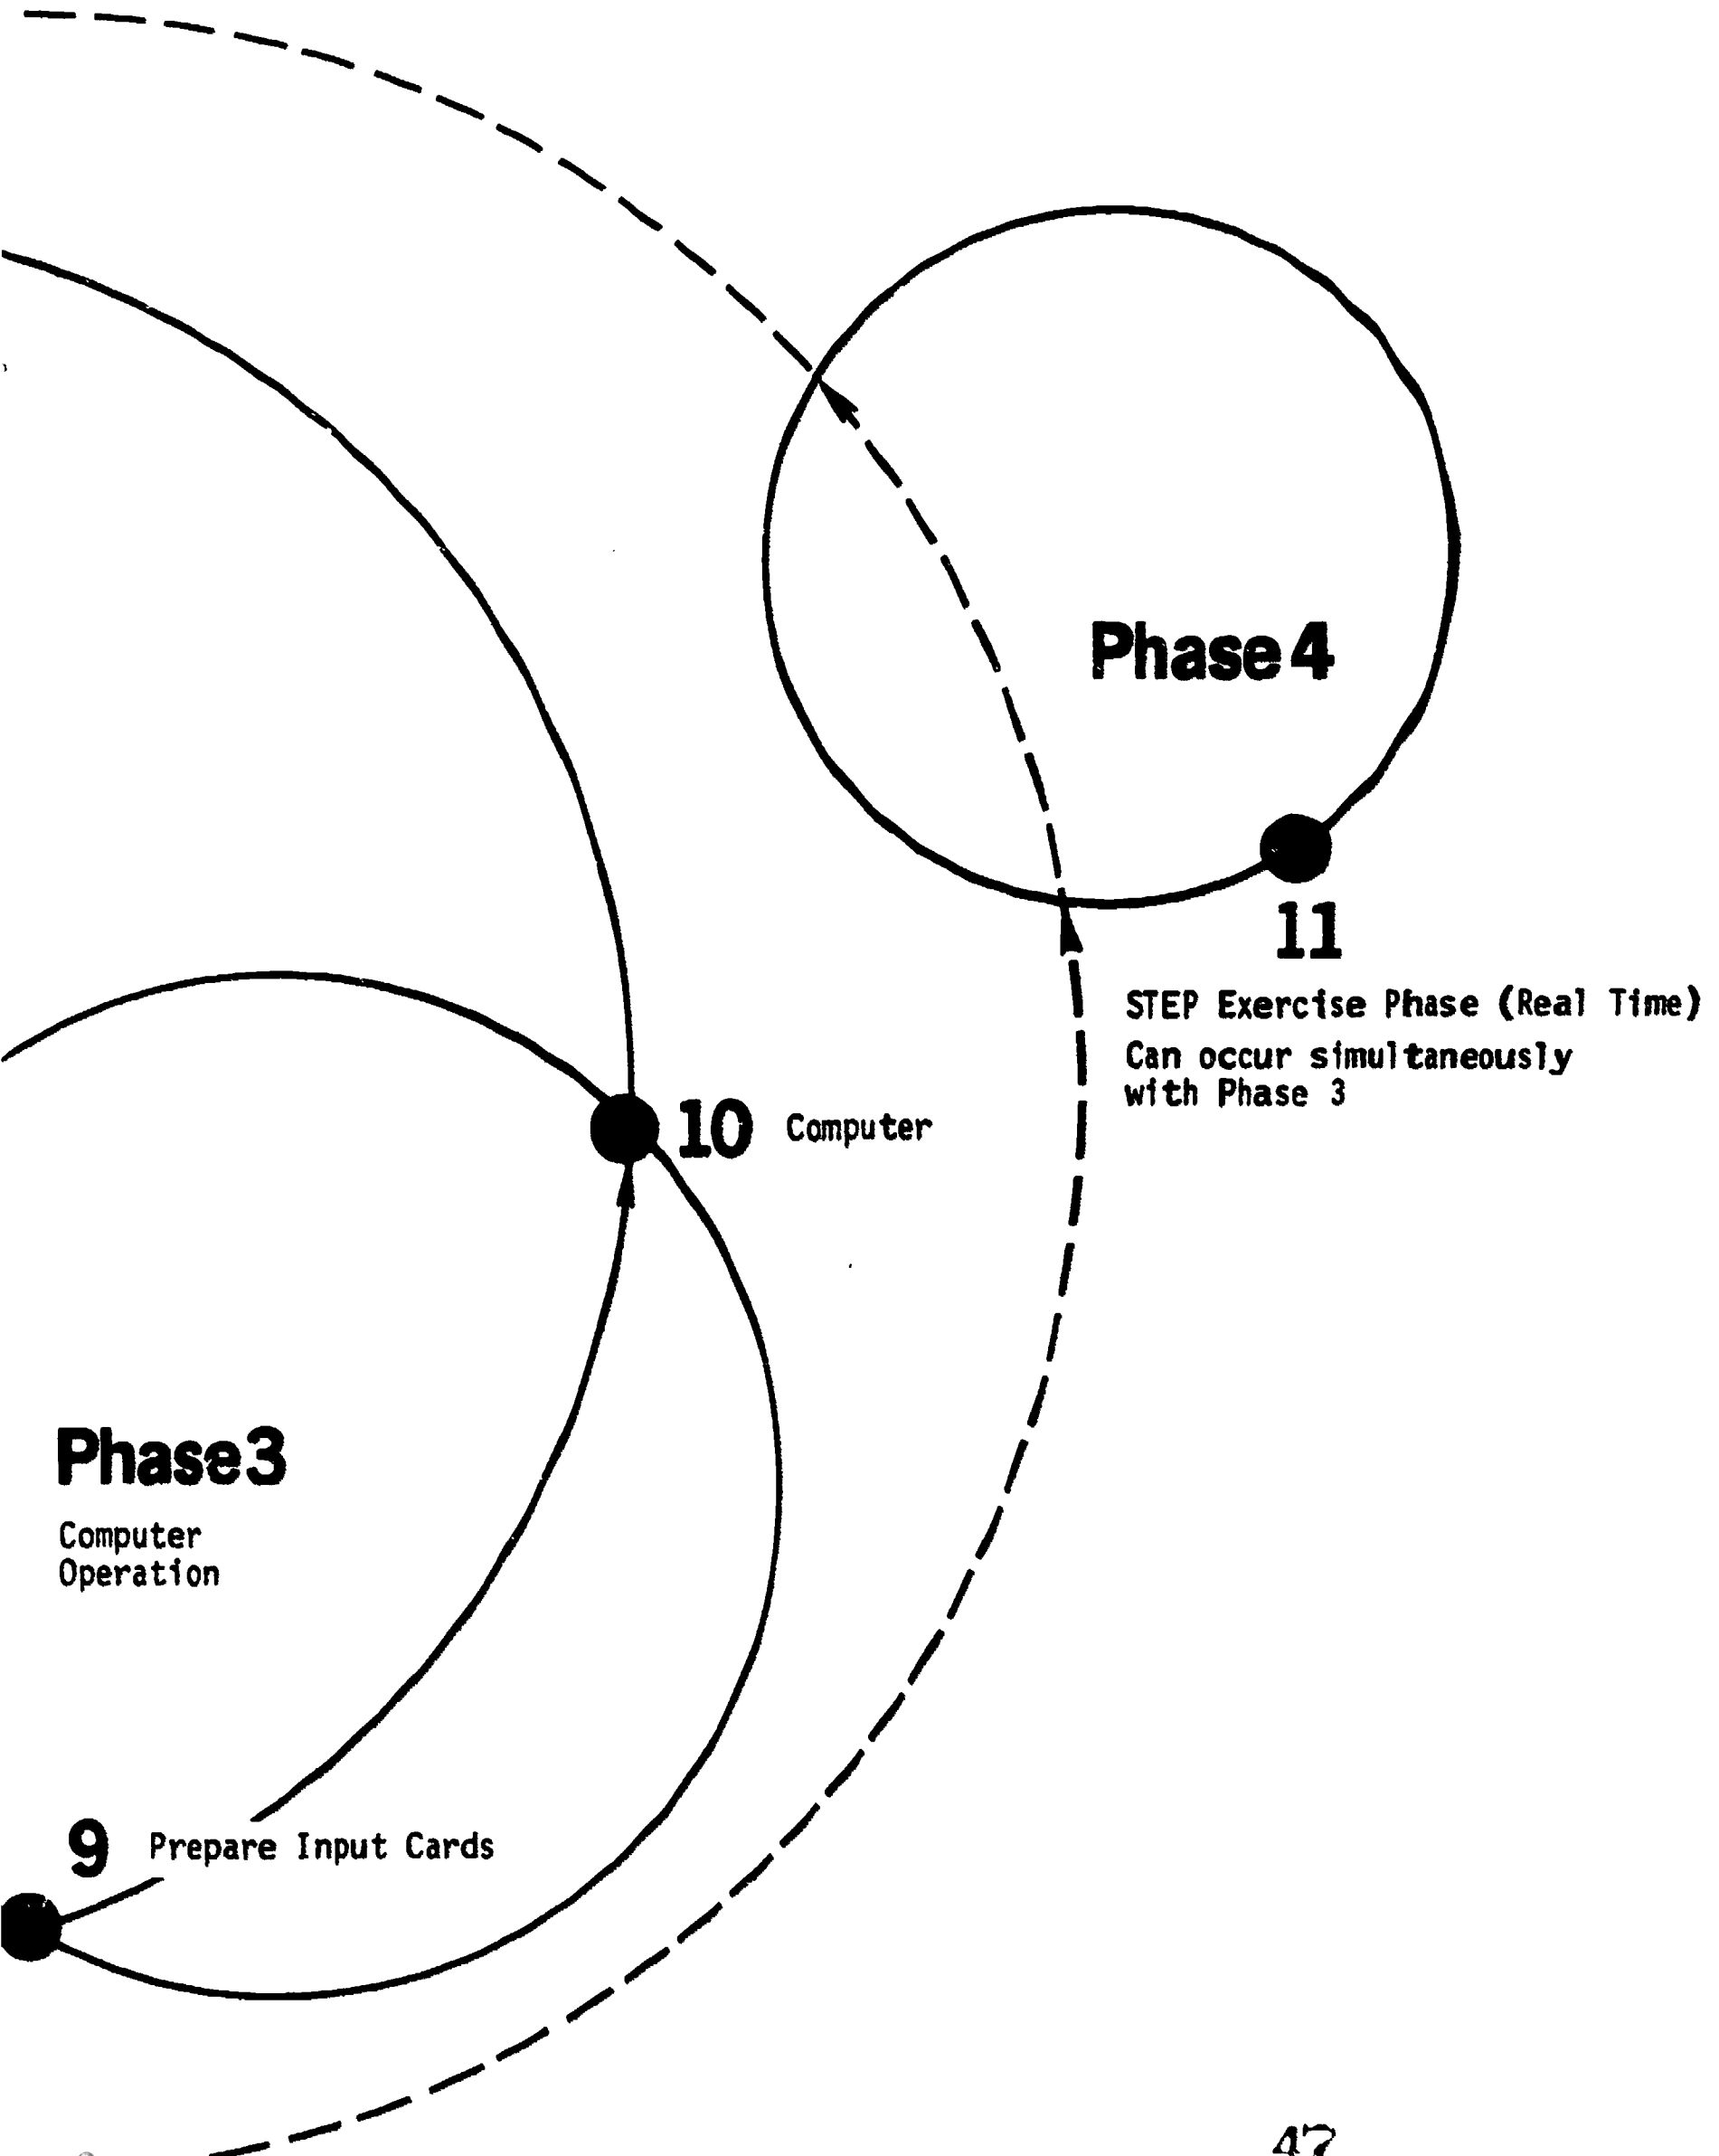 Phase 4
11
STEP Exercise Phase (Real Time)
Can occur simultaneously
with Phase 3
10 Computer
Phase 3
Computer
Operation
9 Prepare Input Cards
47